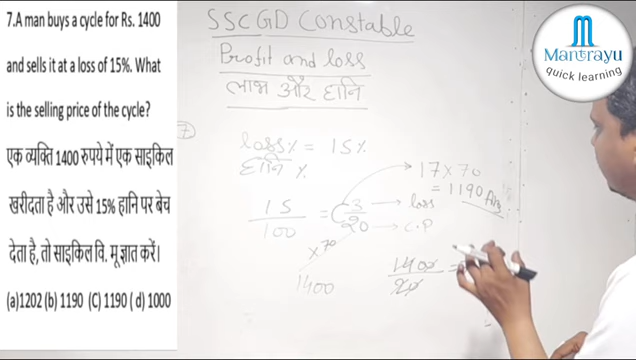 7.A man buys a cycle for Rs. 1400
and sells it at a loss of 15%. What
is the selling price of the cycle?
एक व्यक्ति 1400 रुपये में एक साइकिल
खरीदता है और उसे 15% हानि पर बेच
देता है, तो साइकिल वि. मू ज्ञात करें।
(a)1202 (b) 1190 (C) 1190 ( d) 1000
SSC GD Constable
Profit and loss
लाभ और हानि
7
loss% = 15%
हानि %
17 × 70
= 1190 Ans
15/100 = 3/20
→ loss
→ C.P
×70
1400
1400/20 =
Mantrayu
quick learning